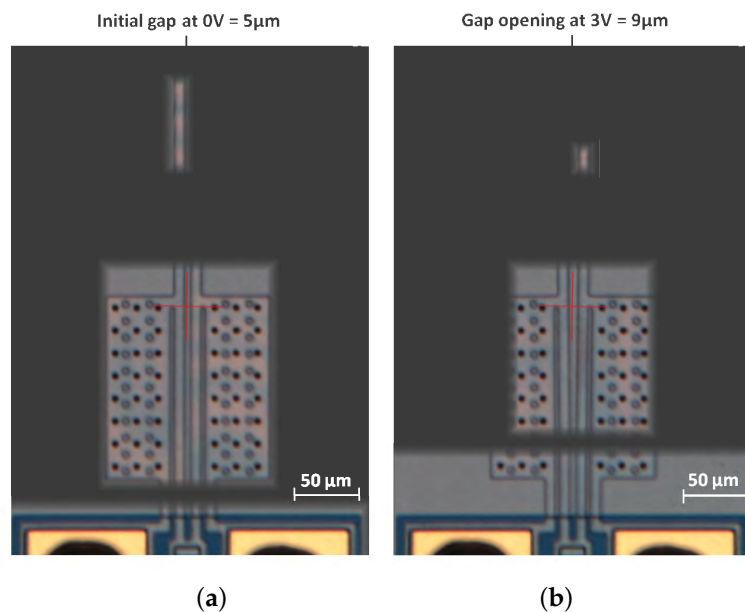 Initial gap at 0V = 5µm
Gap opening at 3V = 9µm
50 µm
50 µm
(a)
(b)